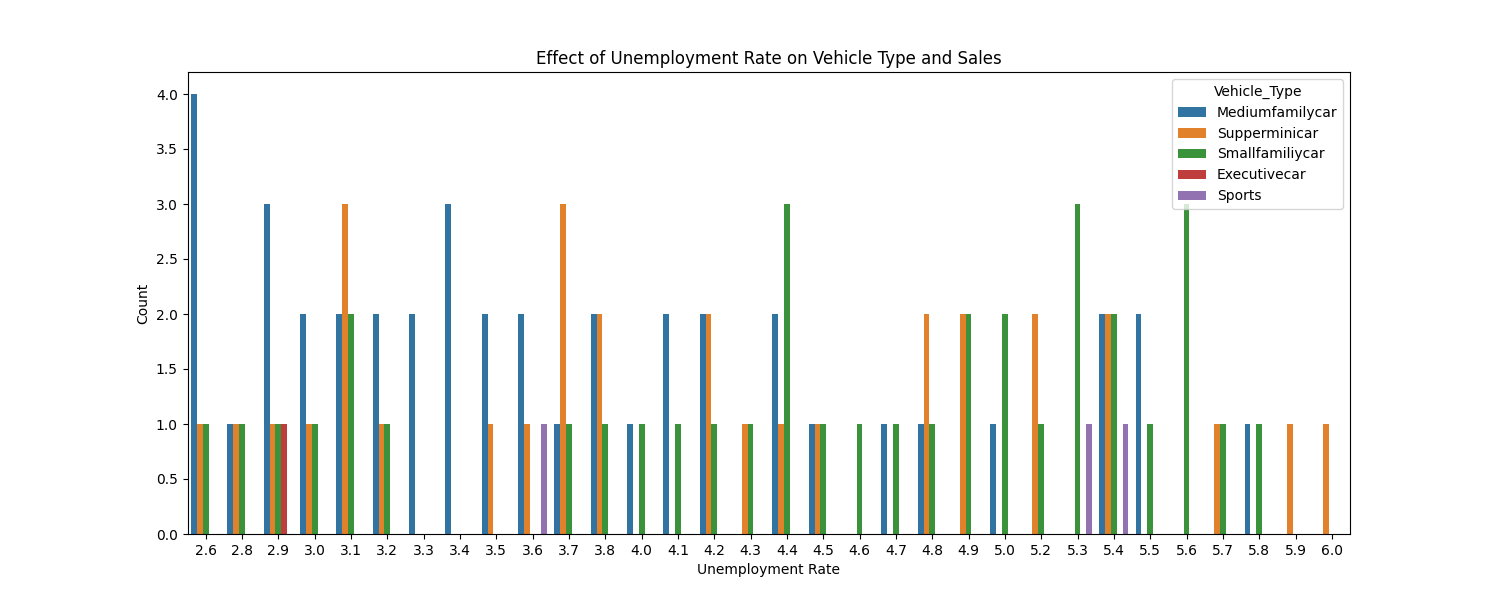 Effect of Unemployment Rate on Vehicle Type and Sales
Count
4.0
3.5
3.0
2.5
2.0
1.5
1.0
0.5
0.0
Vehicle_Type
Mediumfamilycar
Supperminicar
Smallfamiliycar
Executivecar
Sports
2.6 2.8 2.9 3.0 3.1 3.2 3.3 3.4 3.5 3.6 3.7 3.8 4.0 4.1 4.2 4.3 4.4 4.5 4.6 4.7 4.8 4.9 5.0 5.2 5.3 5.4 5.5 5.6 5.7 5.8 5.9 6.0
Unemployment Rate